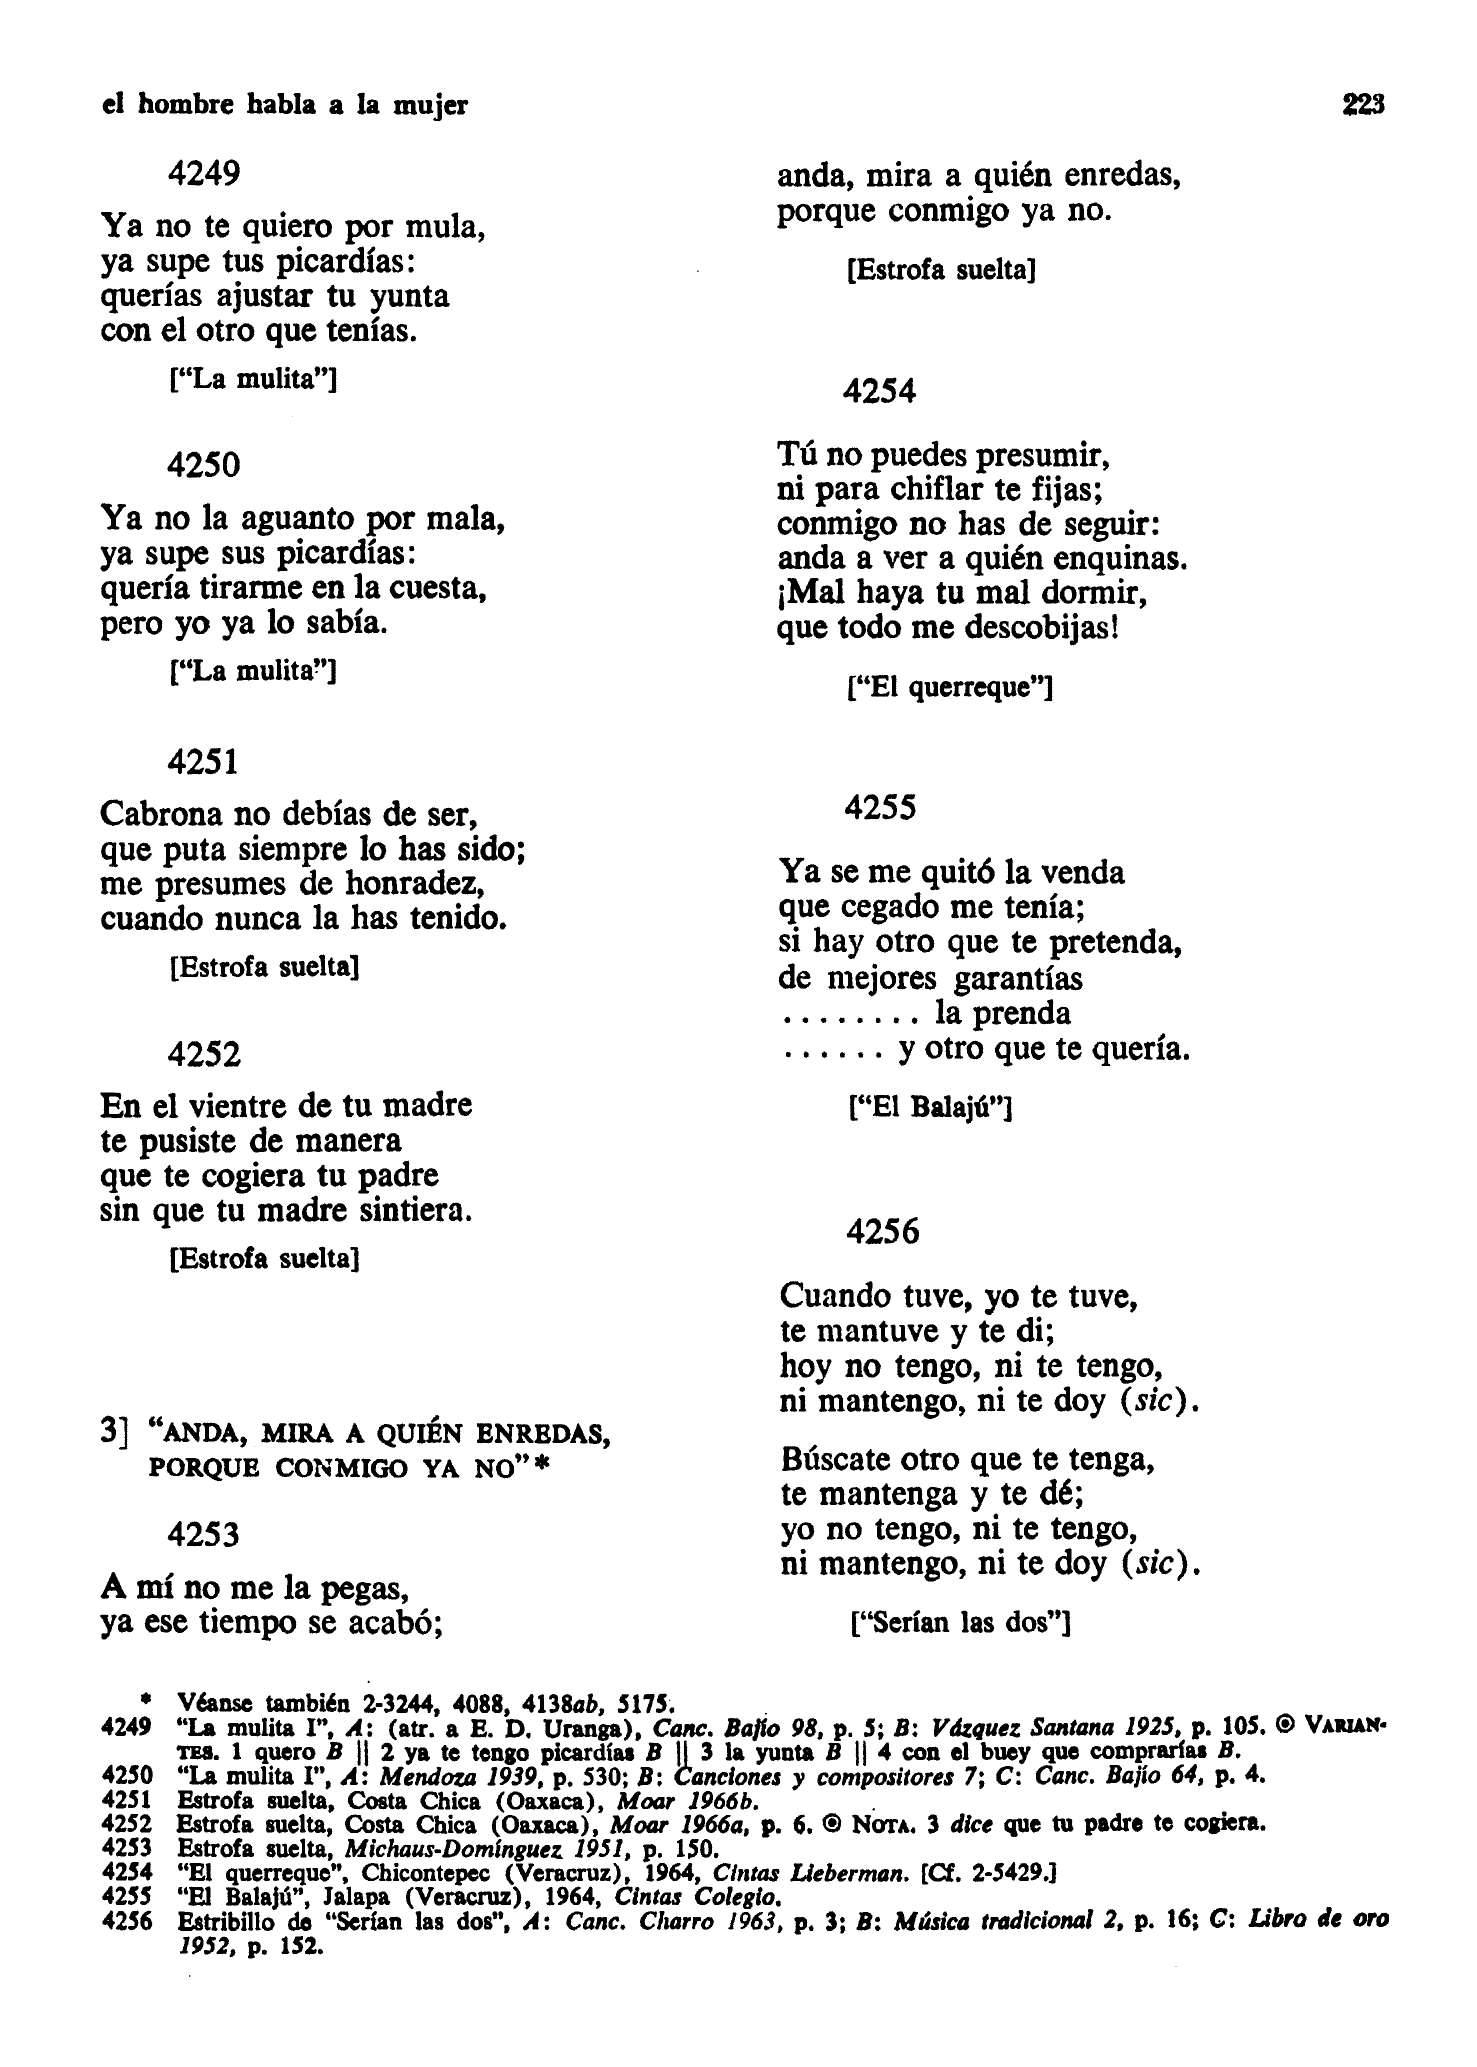 el hombre habla a la mujer
223
4249
Ya no te quiero por mula,
ya supe tus picardías:
querías ajustar tu yunta
con el otro que tenías.
[“La mulita”]
4250
Ya no la aguanto por mala,
ya supe sus picardías:
quería tirarme en la cuesta,
pero yo ya lo sabía.
[“La mulita”]
4251
Cabrona no debías de ser,
que puta siempre lo has sido;
me presumes de honradez,
cuando nunca la has tenido.
[Estrofa suelta]
4252
En el vientre de tu madre
te pusiste de manera
que te cogiera tu padre
sin que tu madre sintiera.
[Estrofa suelta]
3] “ANDA, MIRA A QUIÉN ENREDAS,
PORQUE CONMIGO YA NO”*
4253
A mí no me la pegas,
ya ese tiempo se acabó;
anda, mira a quién enredas,
porque conmigo ya no.
[Estrofa suelta]
4254
Tú no puedes presumir,
ni para chiflar te fijas;
conmigo no has de seguir:
anda a ver a quién enquinas.
¡Mal haya tu mal dormir,
que todo me descobijas!
[“El querreque”]
4255
Ya se me quitó la venda
que cegado me tenía;
si hay otro que te pretenda,
de mejores garantías
. . . . . . . . la prenda
. . . . . . y otro que te quería.
[“El Balajú”]
4256
Cuando tuve, yo te tuve,
te mantuve y te di;
hoy no tengo, ni te tengo,
ni mantengo, ni te doy (sic).
Búscate otro que te tenga,
te mantenga y te dé;
yo no tengo, ni te tengo,
ni mantengo, ni te doy (sic).
[“Serían las dos”]
* Véanse también 2-3244, 4088, 4138ab, 5175.
4249 “La mulita I”, A: (atr. a E. D. Uranga), Canc. Bajío 98, p. 5; B: Vázquez Santana 1925, p. 105. ® VARIAN-
TES. 1 quero B || 2 ya te tengo picardías B || 3 la yunta B || 4 con el buey que comprarías B.
4250 “La mulita I”, A: Mendoza 1939, p. 530; B: Canciones y compositores 7; C: Canc. Bajío 64, p. 4.
4251 Estrofa suelta, Costa Chica (Oaxaca), Moar 1966b.
4252 Estrofa suelta, Costa Chica (Oaxaca), Moar 1966a, p. 6. ® NOTA. 3 dice que tu padre te cogiera.
4253 Estrofa suelta, Michaus-Domínguez 1951, p. 150.
4254 “El querreque”, Chicontepec (Veracruz), 1964, Cintas Lieberman. [Cf. 2-5429.]
4255 “El Balajú”, Jalapa (Veracruz), 1964, Cintas Colegio.
4256 Estribillo de “Serían las dos”, A: Canc. Charro 1963, p. 3; B: Música tradicional 2, p. 16; C: Libro de oro
1952, p. 152.